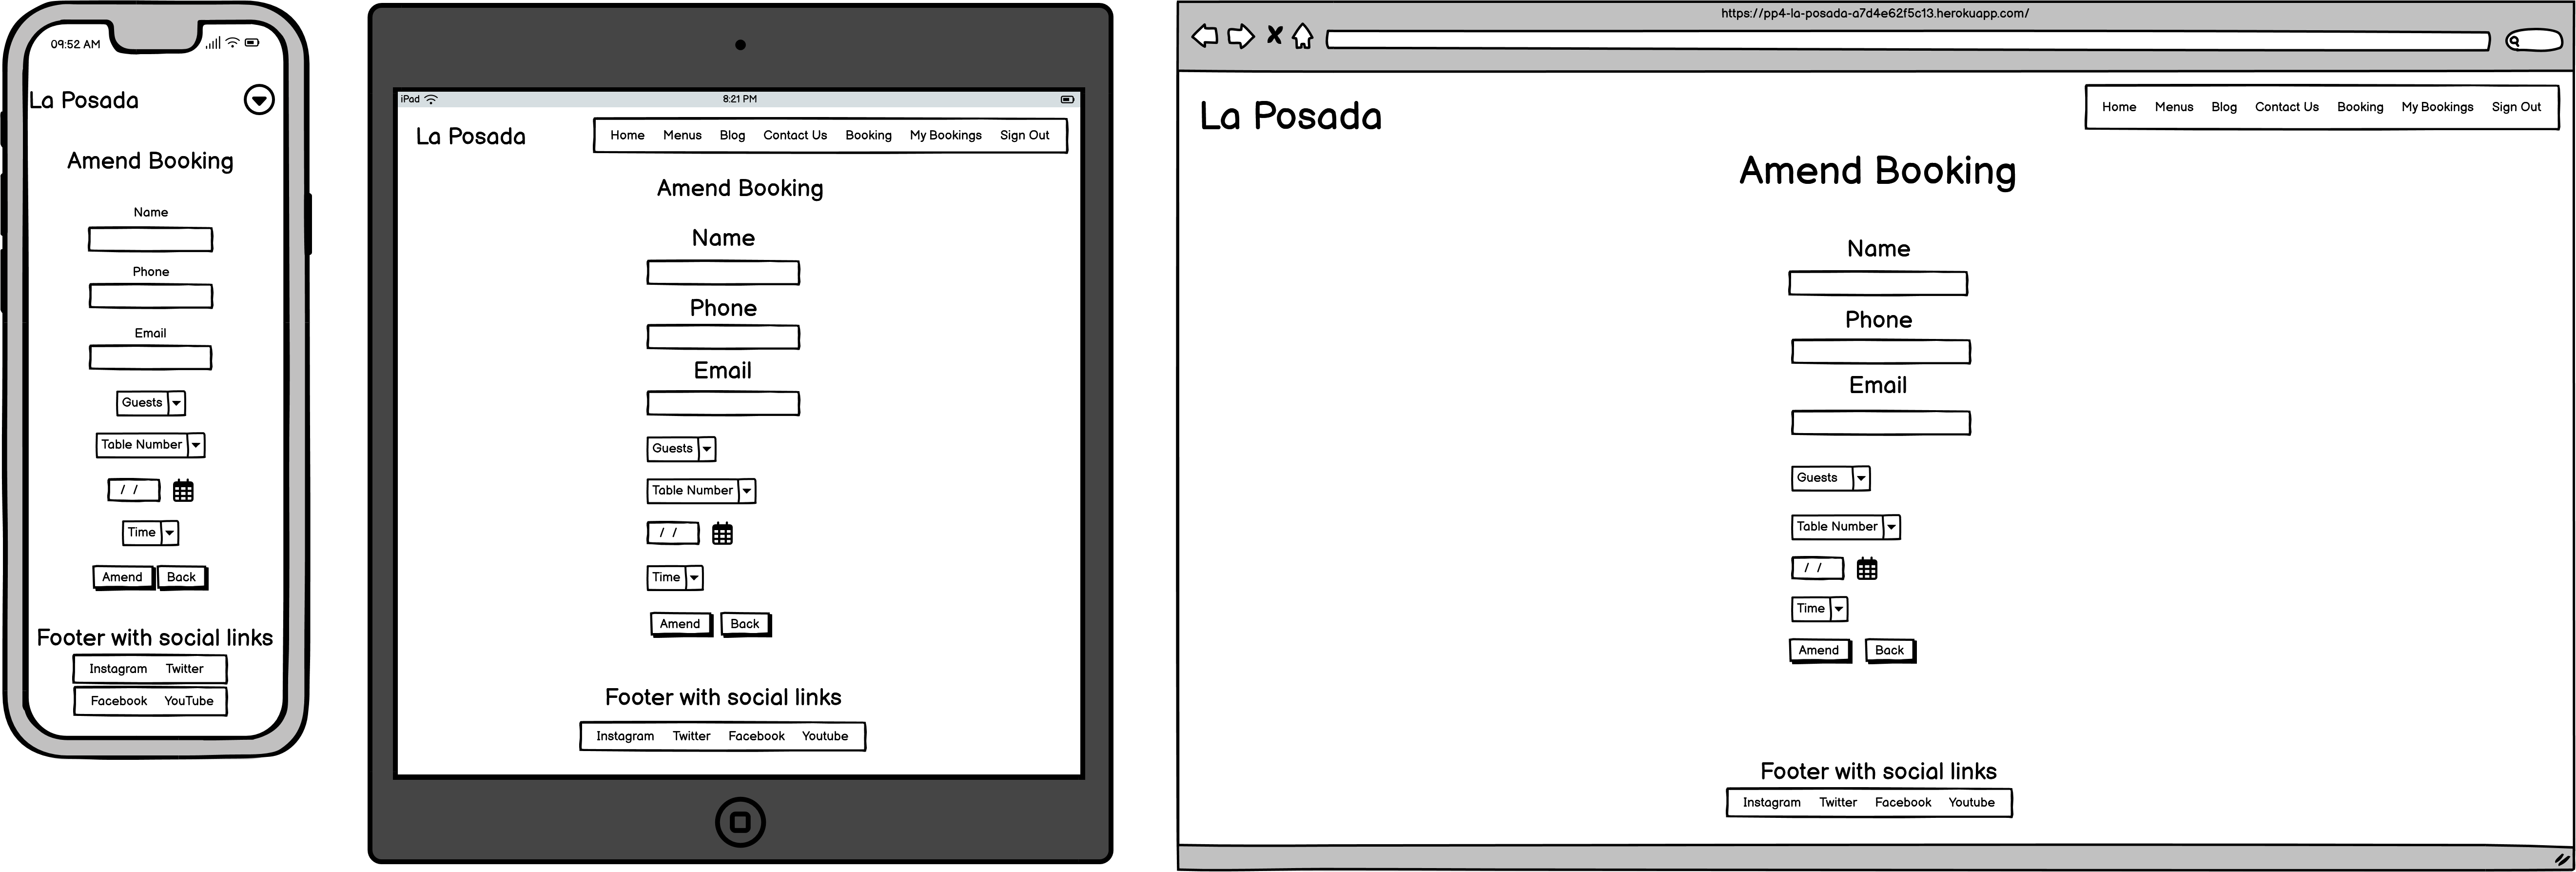 09:52 AM
La Posada
Amend Booking
Name
Phone
Email
Guests
Table Number
/ /
Time
Amend Back
Footer with social links
Instagram Twitter
Facebook YouTube
iPad 8:21 PM
La Posada
Home Menus Blog Contact Us Booking My Bookings Sign Out
Amend Booking
Name
Phone
Email
Guests
Table Number
/ /
Time
Amend Back
Footer with social links
Instagram Twitter Facebook Youtube
https://pp4-la-posada-a7d4e62f5c13.herokuapp.com/
La Posada
Home Menus Blog Contact Us Booking My Bookings Sign Out
Amend Booking
Name
Phone
Email
Guests
Table Number
/ /
Time
Amend Back
Footer with social links
Instagram Twitter Facebook Youtube